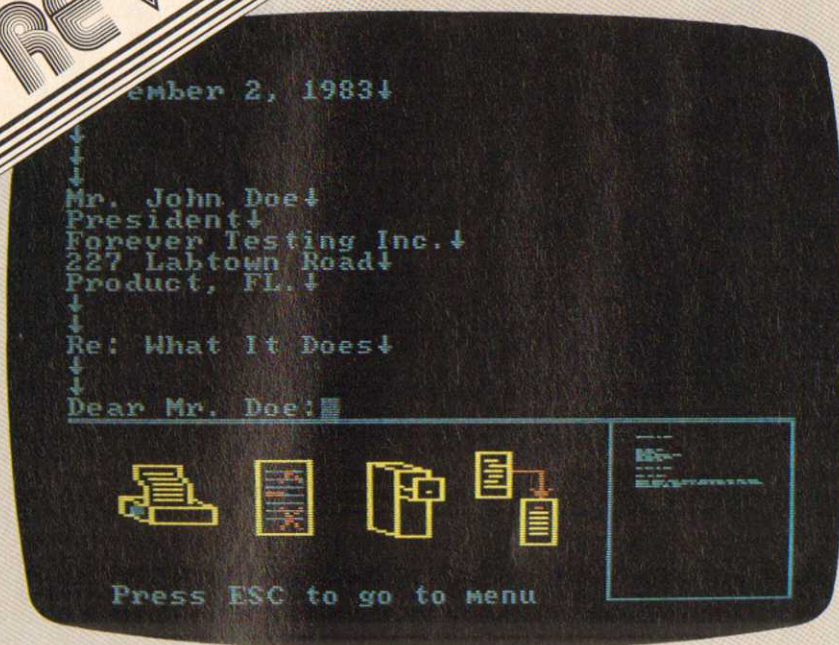 ember 2, 1983↓
↓
↓
↓
Mr. John Doe↓
President↓
Forever Testing Inc.↓
227 Labtown Road↓
Product, FL.↓
↓
↓
Re: What It Does↓
↓
↓
Dear Mr. Doe:
Press ESC to go to menu